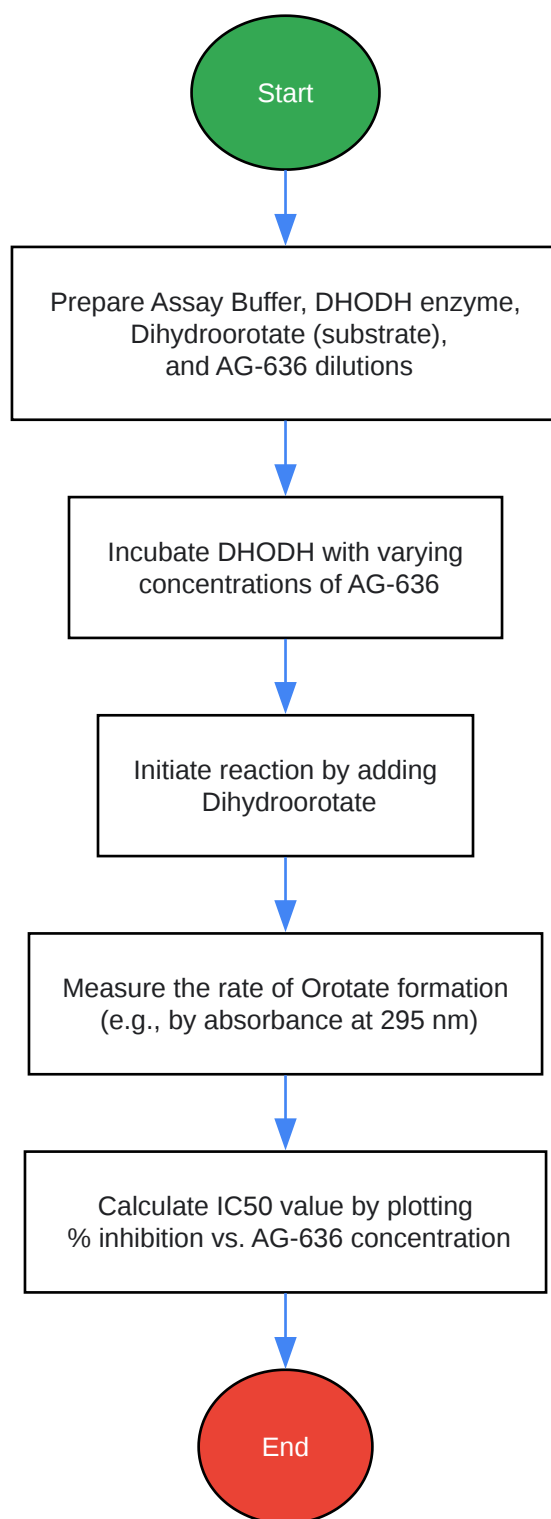 Start
Prepare Assay Buffer, DHODH enzyme,
Dihydroorotate (substrate),
and AG-636 dilutions
Incubate DHODH with varying
concentrations of AG-636
Initiate reaction by adding
Dihydroorotate
Measure the rate of Orotate formation
(e.g., by absorbance at 295 nm)
Calculate IC50 value by plotting
% inhibition vs. AG-636 concentration
End